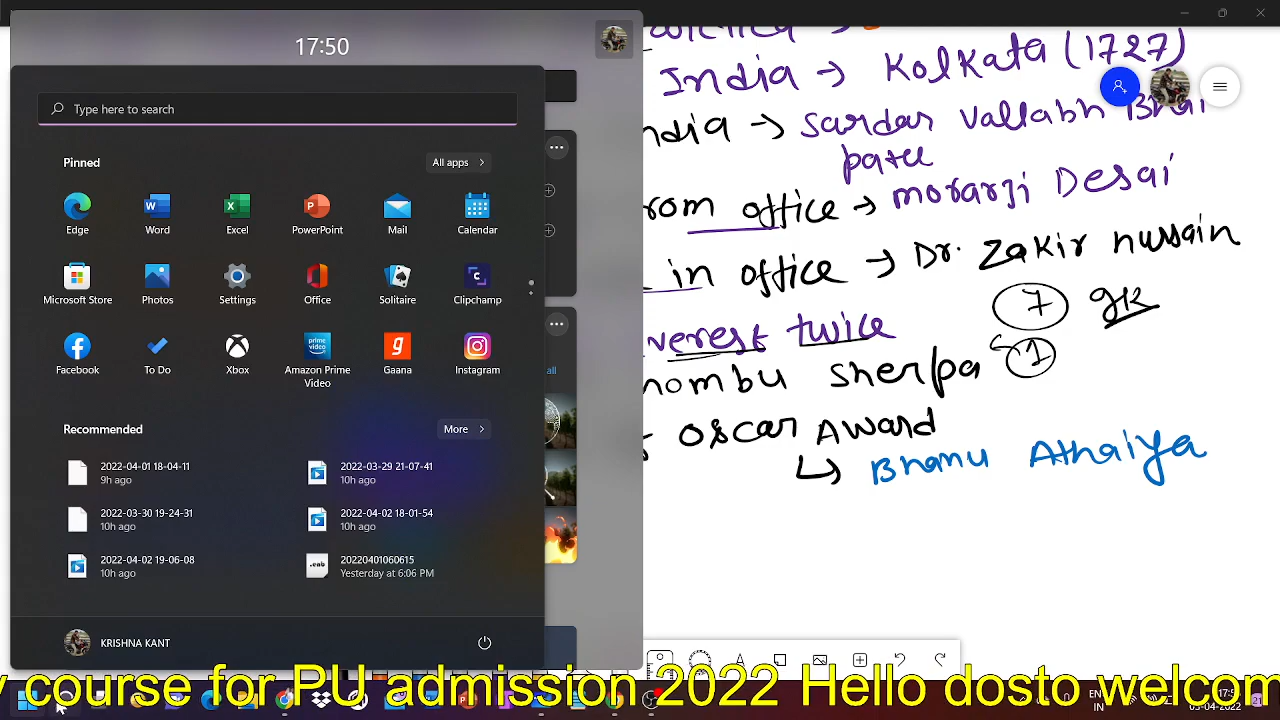 17:50
Type here to search
Pinned
All apps
Edge
Word
Excel
PowerPoint
Mail
Calendar
Microsoft Store
Photos
Settings
Office
Solitaire
Clipchamp
Facebook
To Do
Xbox
Amazon Prime Video
Gaana
Instagram
Recommended
More
2022-04-01 18-04-11
9h ago
2022-03-29 21-07-41
10h ago
2022-03-30 19-24-31
10h ago
2022-04-02 18-01-54
10h ago
2022-04-02 19-06-08
10h ago
20220401060615
Yesterday at 6:06 PM
KRISHNA KANT
all
India → Kolkata (1727)
ndia → Sardar Vallabh Bhai
patel
rom office → morarji Desai
in office → Dr. Zakir hussain
7 gk
verest twice
nombu sherpa 1
Oscar Award
Bhanu Athaiya
y course for PU admission 2022 Hello dosto welcom